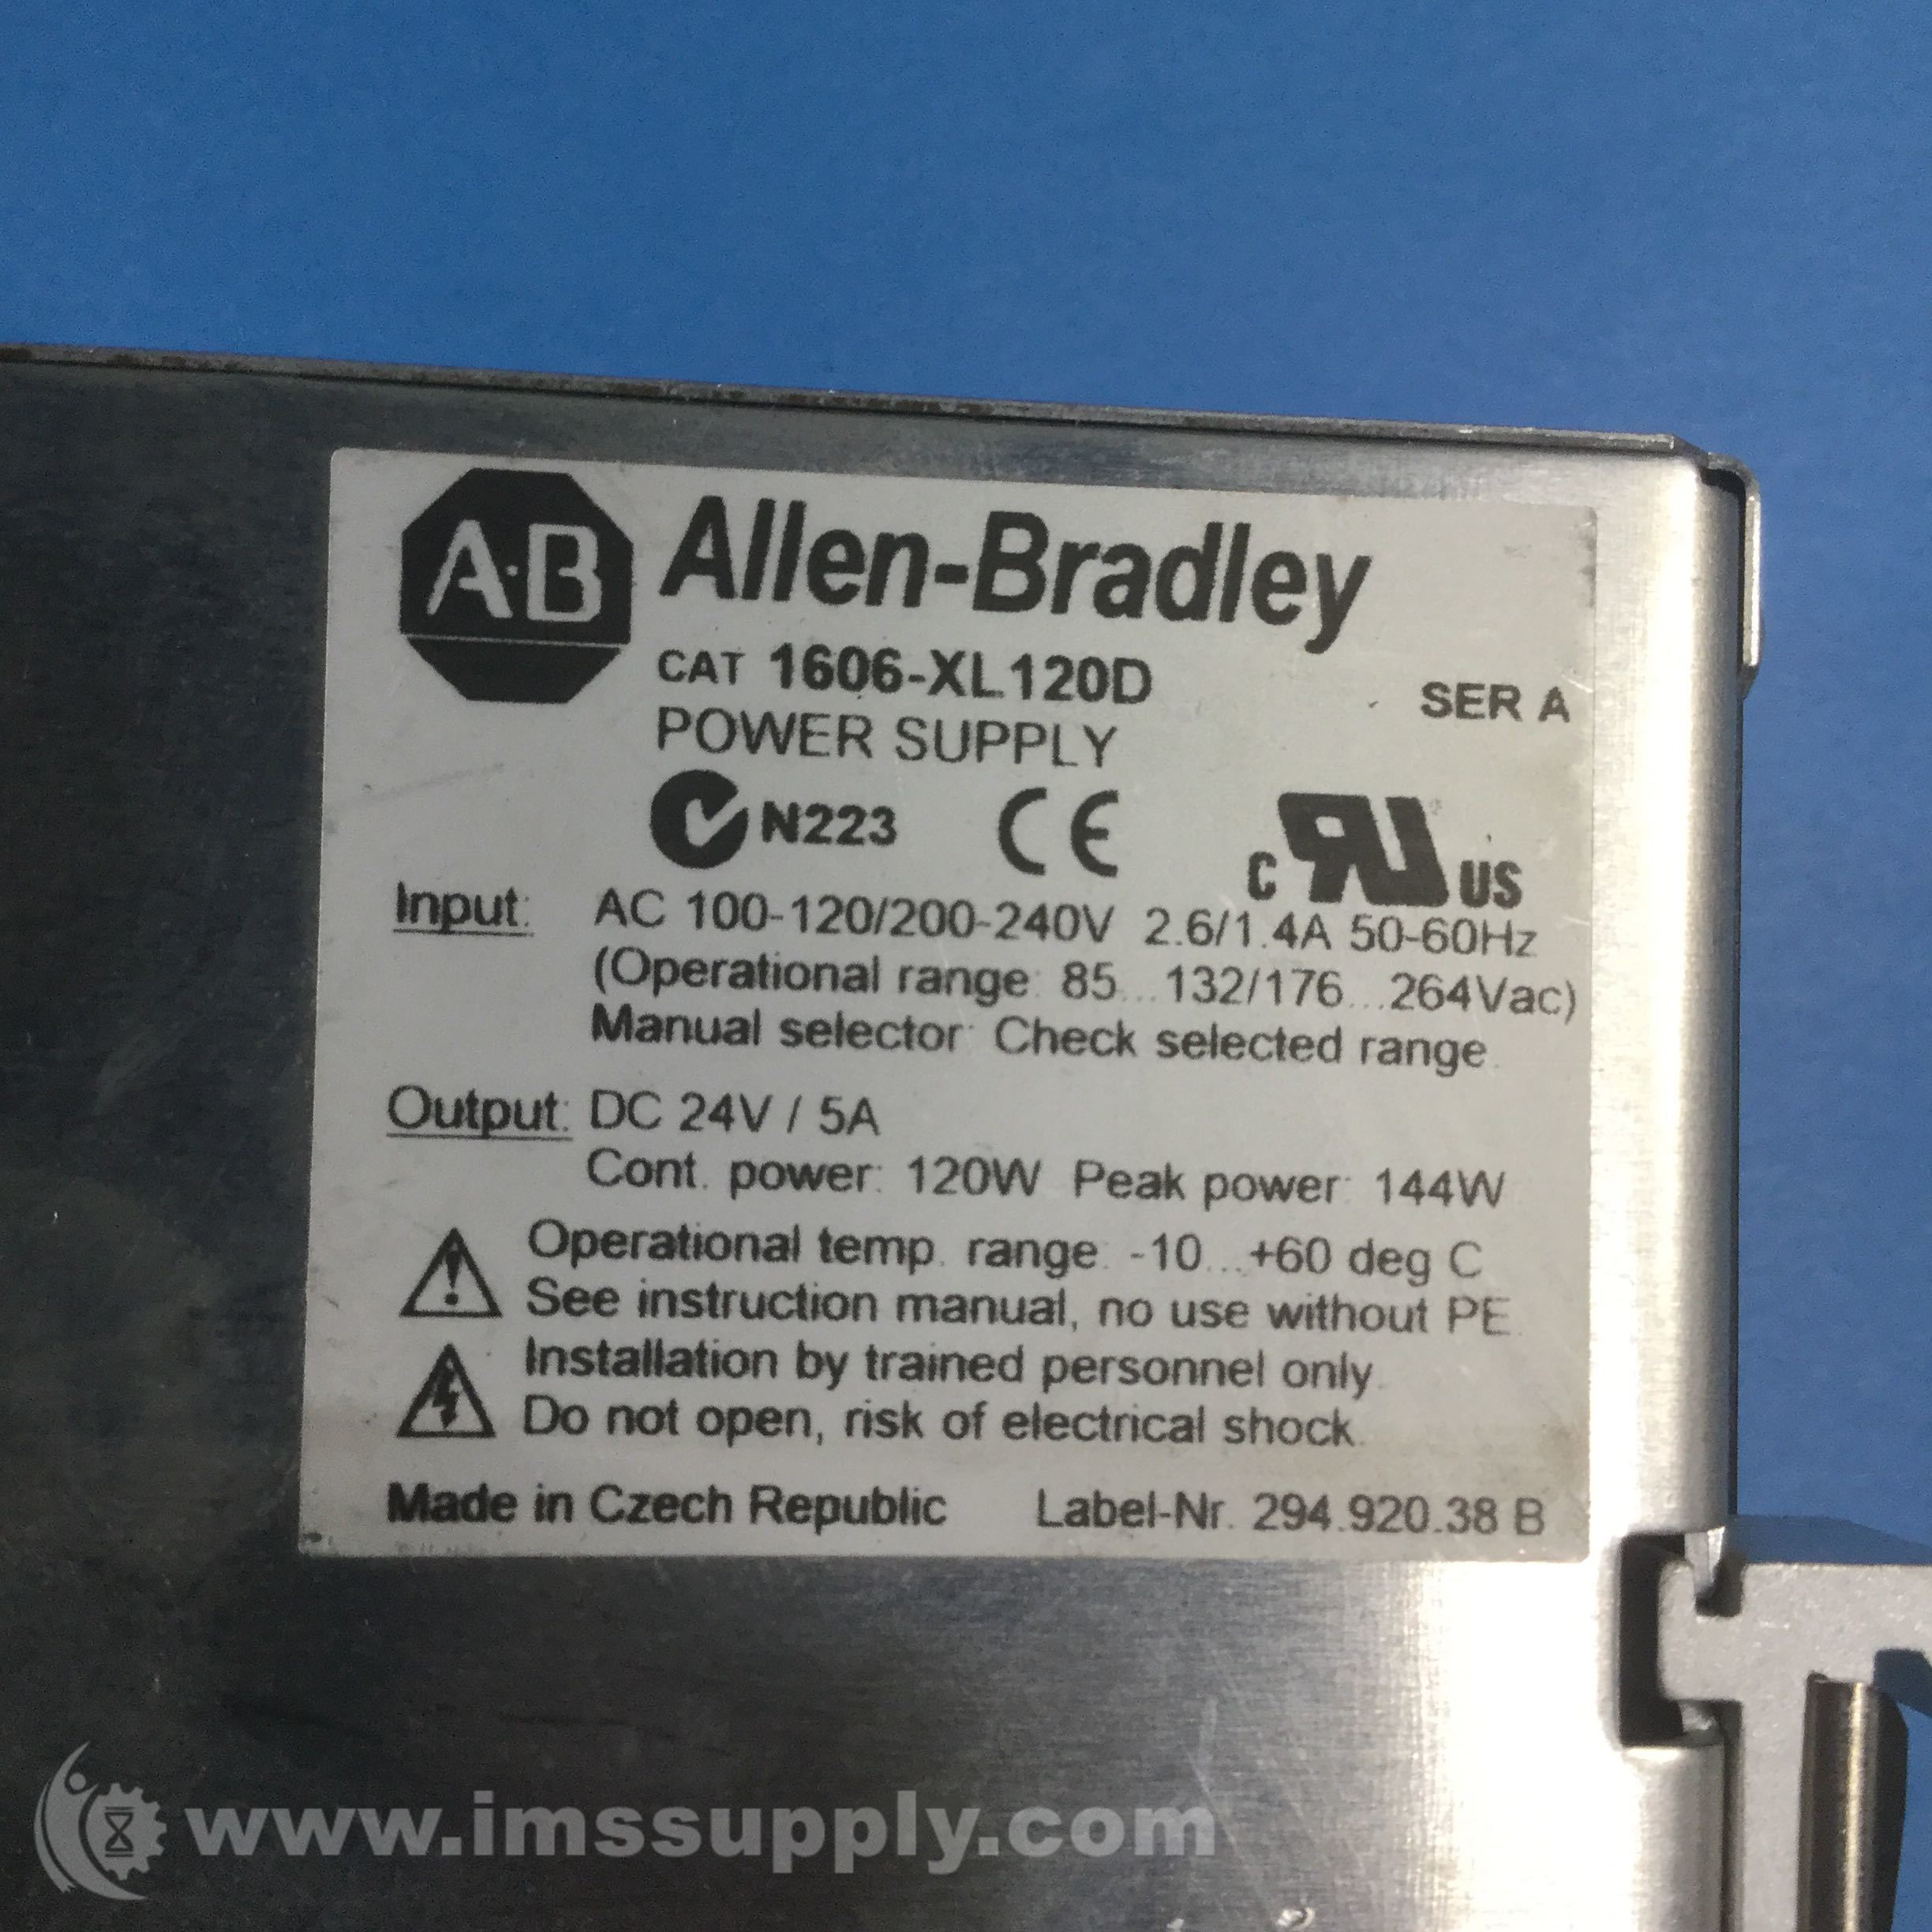 A·B Allen-Bradley
CAT 1606-XL120D
SER A
POWER SUPPLY
N223 CE c RU us
Input: AC 100-120/200-240V 2.6/1.4A 50-60Hz
(Operational range: 85...132/176...264Vac)
Manual selector: Check selected range.
Output: DC 24V / 5A
Cont. power: 120W Peak power: 144W
Operational temp. range: -10...+60 deg C
See instruction manual, no use without PE.
Installation by trained personnel only.
Do not open, risk of electrical shock.
Made in Czech Republic Label-Nr. 294.920.38 B
www.imssupply.com